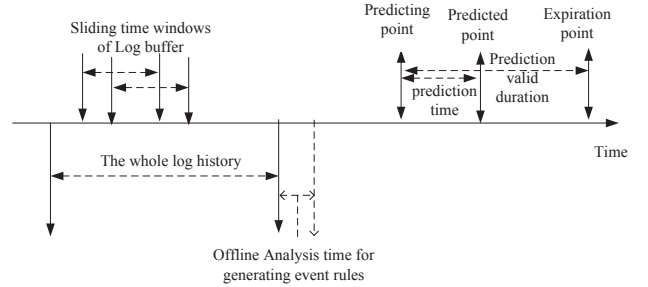 Sliding time windows
of Log buffer
Predicting
point
Predicted
point
Expiration
point
Prediction
valid
duration
prediction
time
Time
The whole log history
Offline Analysis time for
generating event rules